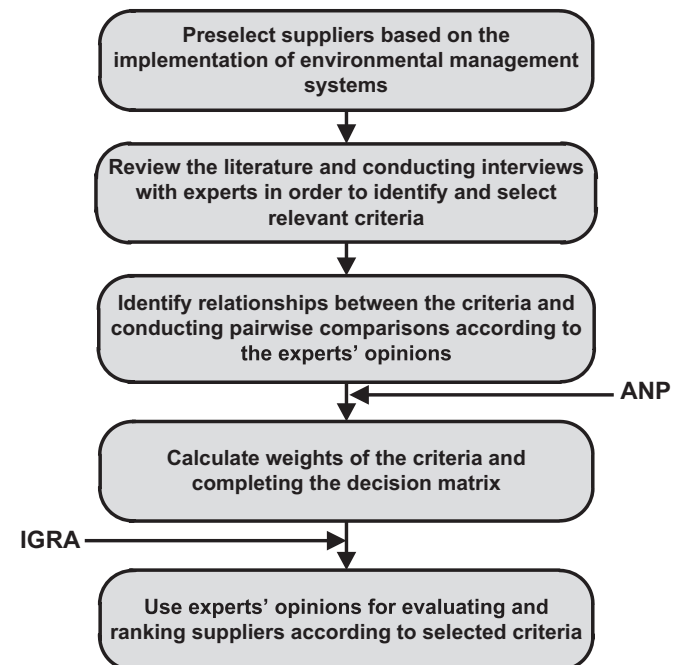 Preselect suppliers based on the
implementation of environmental management
systems
Review the literature and conducting interviews
with experts in order to identify and select
relevant criteria
Identify relationships between the criteria and
conducting pairwise comparisons according to
the experts’ opinions
ANP
Calculate weights of the criteria and
completing the decision matrix
IGRA
Use experts’ opinions for evaluating and
ranking suppliers according to selected criteria